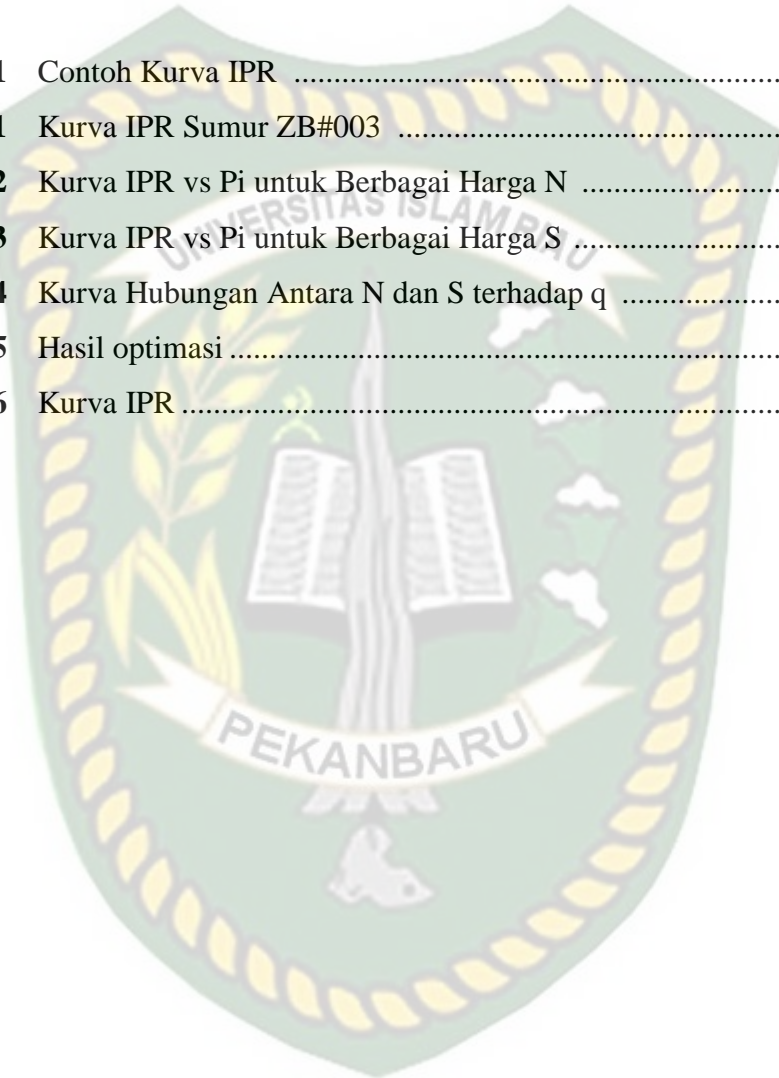 1 Contoh Kurva IPR ............................................................
1 Kurva IPR Sumur ZB#003 ............................................................
2 Kurva IPR vs Pi untuk Berbagai Harga N ........................................
3 Kurva IPR vs Pi untuk Berbagai Harga S ........................................
4 Kurva Hubungan Antara N dan S terhadap q ................................
5 Hasil optimasi ............................................................
6 Kurva IPR ............................................................
UNIVERSITAS ISLAM RIAU
PEKANBARU